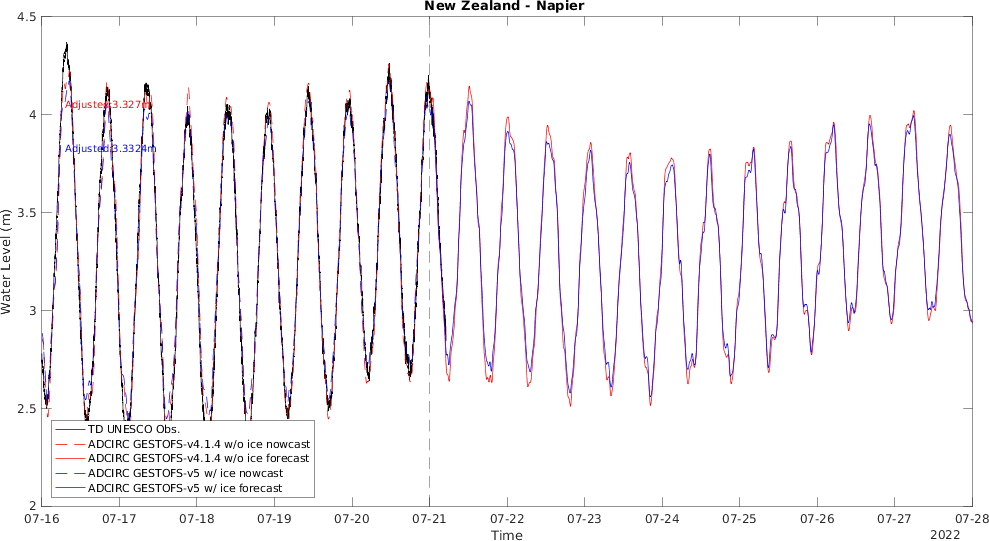 New Zealand - Napier
4.5
4
3.5
3
2.5
2
Water Level (m)
Adjusted:3.327m
Adjusted:3.3324m
TD UNESCO Obs.
ADCIRC GESTOFS-v4.1.4 w/o ice nowcast
ADCIRC GESTOFS-v4.1.4 w/o ice forecast
ADCIRC GESTOFS-v5 w/ ice nowcast
ADCIRC GESTOFS-v5 w/ ice forecast
07-16 07-17 07-18 07-19 07-20 07-21 07-22 07-23 07-24 07-25 07-26 07-27 07-28
Time
2022